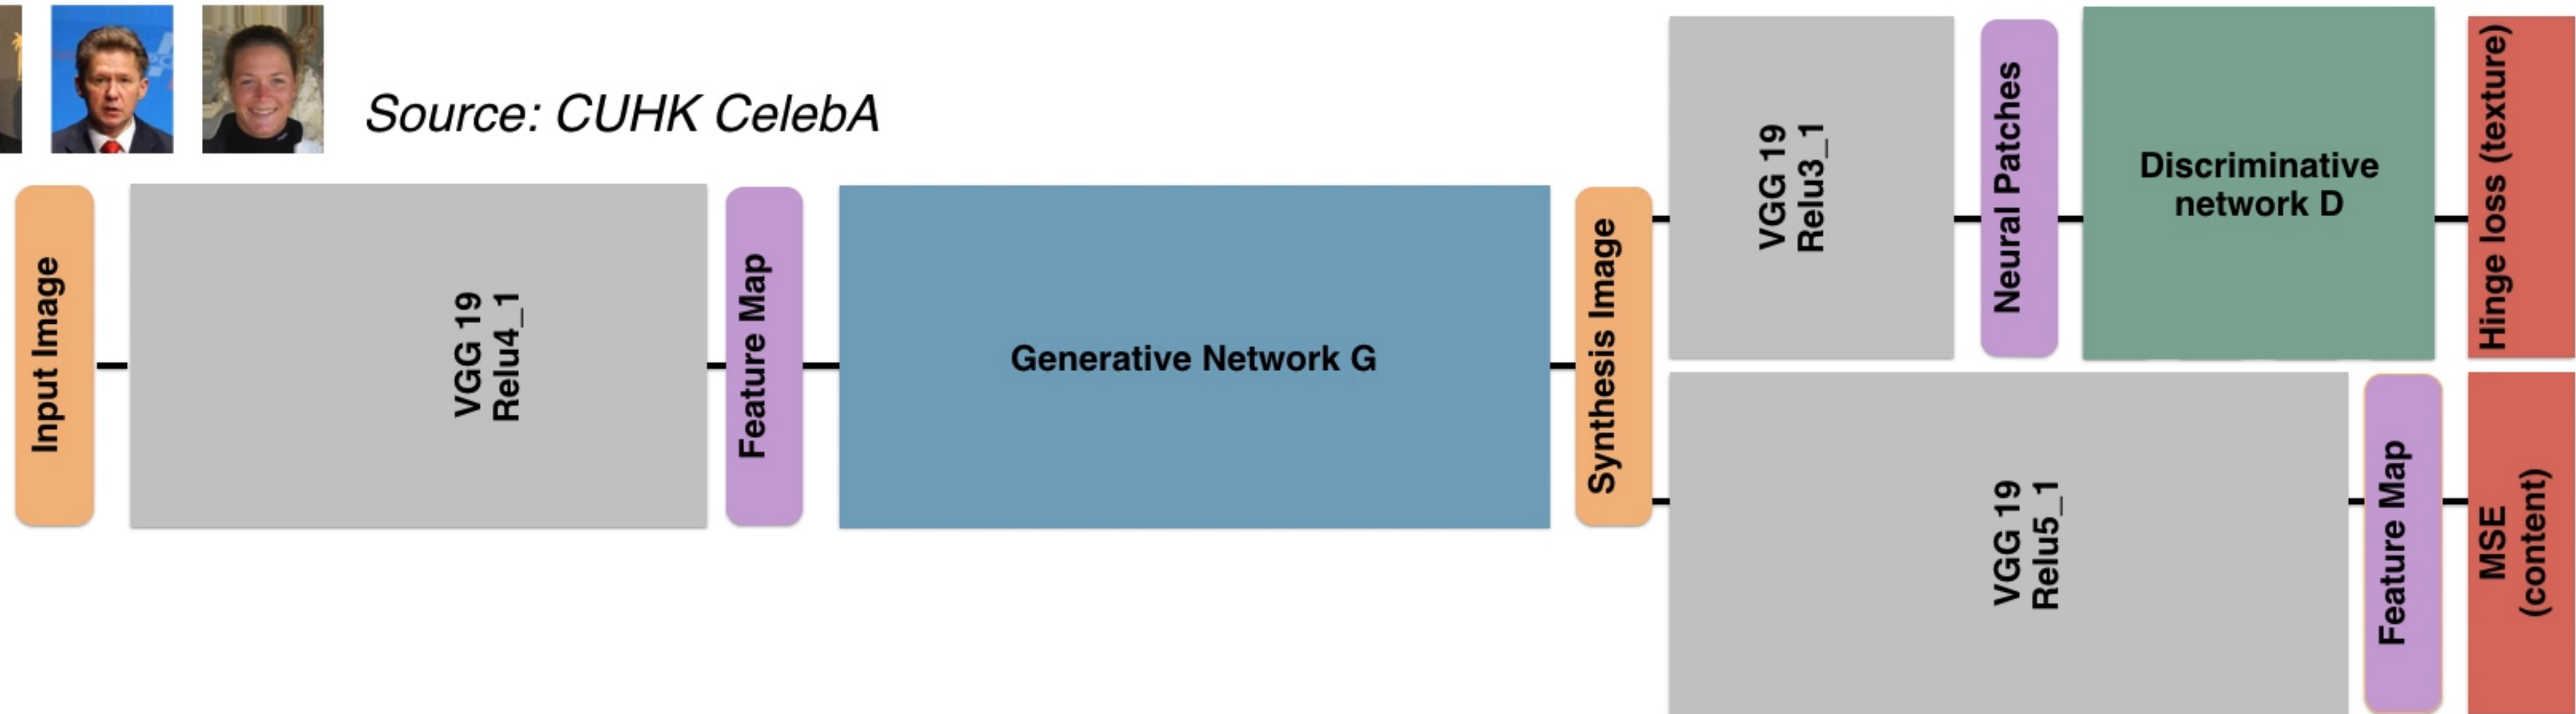 Source: CUHK CelebA
Input Image
VGG 19
Relu4_1
Feature Map
Generative Network G
Synthesis Image
VGG 19
Relu3_1
Neural Patches
Discriminative
network D
Hinge loss (texture)
VGG 19
Relu5_1
Feature Map
MSE
(content)